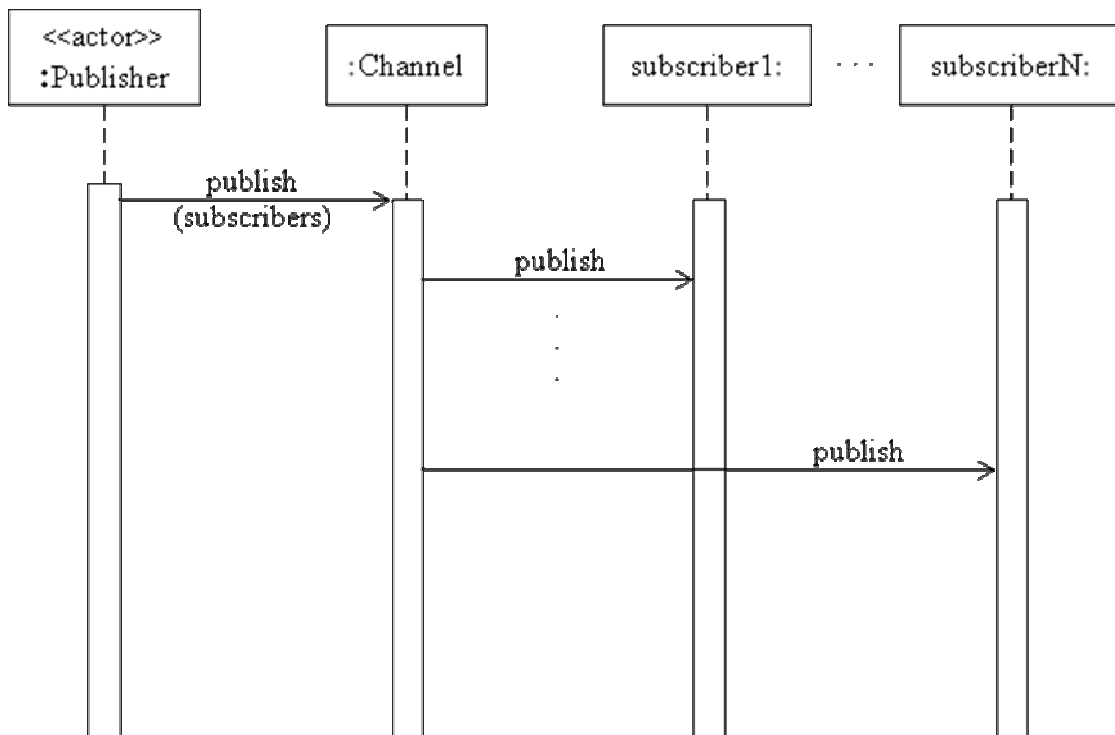 <<actor>>
:Publisher
:Channel
subscriber1:
. . .
subscriberN:
publish
(subscribers)
publish
.
.
.
publish